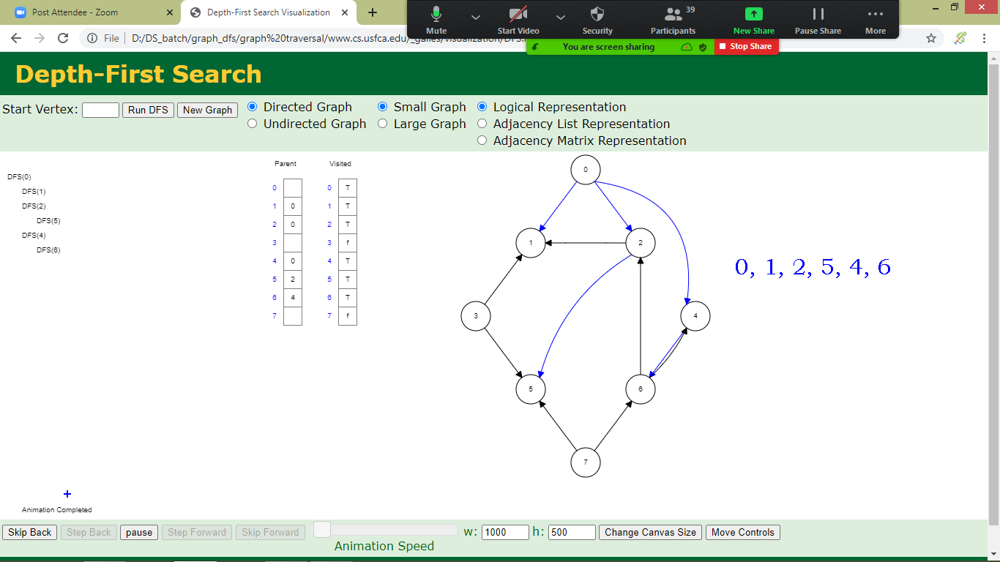 Post Attendee - Zoom
Depth-First Search Visualization
Mute
Start Video
Security
39
Participants
New Share
Pause Share
More
File
D:/DS_batch/graph_dfs/graph%20traversal/www.cs.usfca.edu/
You are screen sharing
Stop Share
Depth-First Search
Start Vertex:
Run DFS
New Graph
Directed Graph
Undirected Graph
Small Graph
Large Graph
Logical Representation
Adjacency List Representation
Adjacency Matrix Representation
DFS(0)
DFS(1)
DFS(2)
DFS(5)
DFS(4)
DFS(6)
Parent Visited
0 0 T
1 0 1 T
2 0 2 T
3 3 f
4 0 4 T
5 2 5 T
6 4 6 T
7 7 f
0
1 2
3 4
5 6
7
0, 1, 2, 5, 4, 6
Animation Completed
Skip Back
Step Back
pause
Step Forward
Skip Forward
Animation Speed
w: 1000 h: 500
Change Canvas Size
Move Controls